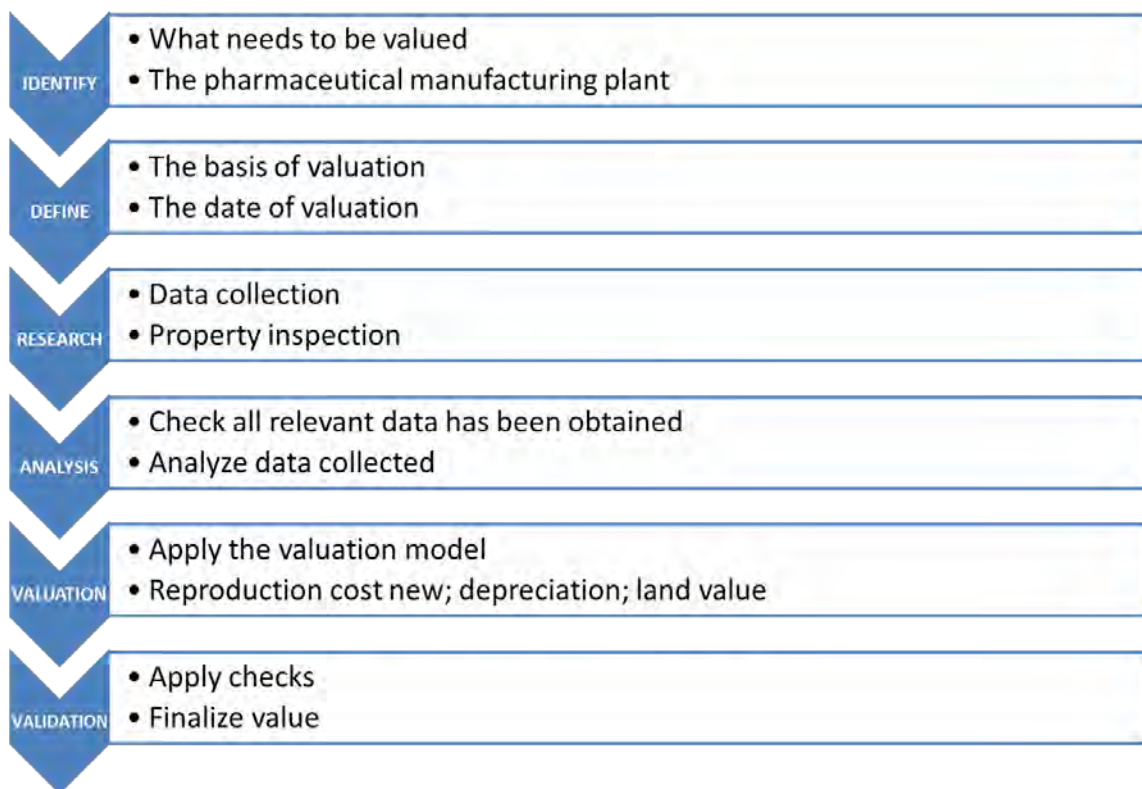 IDENTIFY
• What needs to be valued
• The pharmaceutical manufacturing plant
DEFINE
• The basis of valuation
• The date of valuation
RESEARCH
• Data collection
• Property inspection
ANALYSIS
• Check all relevant data has been obtained
• Analyze data collected
VALUATION
• Apply the valuation model
• Reproduction cost new; depreciation; land value
VALIDATION
• Apply checks
• Finalize value